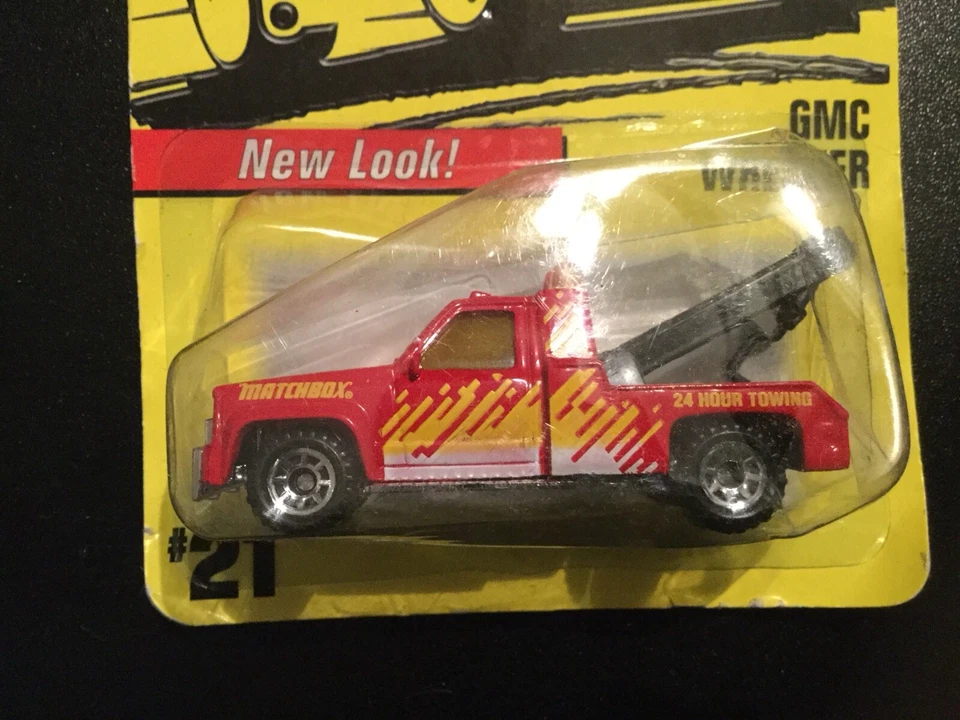 New Look!
GMC
MATCHBOX®
24 HOUR TOWING
#21